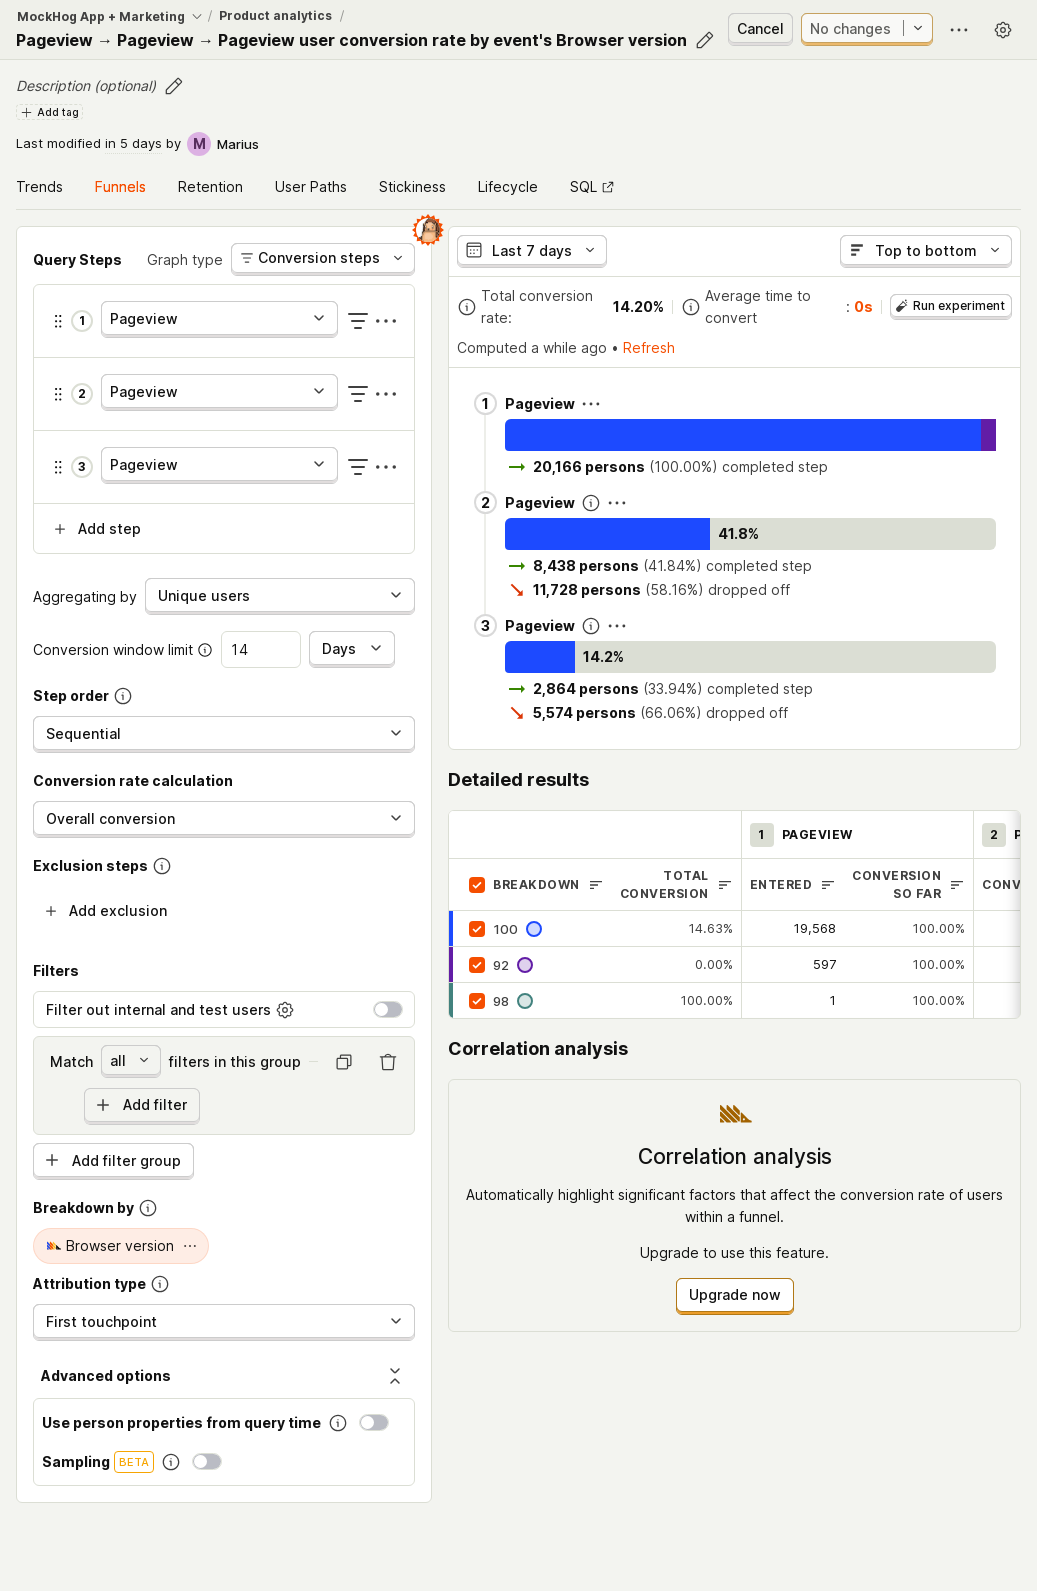 MockHog App + Marketing / Product analytics /
Pageview → Pageview → Pageview user conversion rate by event's Browser version
Cancel
No changes
Description (optional)
Add tag
Last modified in 5 days by M Marius
Trends Funnels Retention User Paths Stickiness Lifecycle SQL
Query Steps Graph type Conversion steps
1 Pageview
2 Pageview
3 Pageview
Add step
Aggregating by Unique users
Conversion window limit 14 Days
Step order
Sequential
Conversion rate calculation
Overall conversion
Exclusion steps
Add exclusion
Filters
Filter out internal and test users
Match all filters in this group
Add filter
Add filter group
Breakdown by
Browser version
Attribution type
First touchpoint
Advanced options
Use person properties from query time
Sampling BETA
Last 7 days Top to bottom
Total conversion rate: 14.20% Average time to convert : 0s Run experiment
Computed a while ago • Refresh
1 Pageview
20,166 persons (100.00%) completed step
2 Pageview
41.8%
8,438 persons (41.84%) completed step
11,728 persons (58.16%) dropped off
3 Pageview
14.2%
2,864 persons (33.94%) completed step
5,574 persons (66.06%) dropped off
Detailed results
1 PAGEVIEW 2 P
BREAKDOWN TOTAL CONVERSION ENTERED CONVERSION SO FAR CONV
100 14.63% 19,568 100.00%
92 0.00% 597 100.00%
98 100.00% 1 100.00%
Correlation analysis
Correlation analysis
Automatically highlight significant factors that affect the conversion rate of users
within a funnel.
Upgrade to use this feature.
Upgrade now